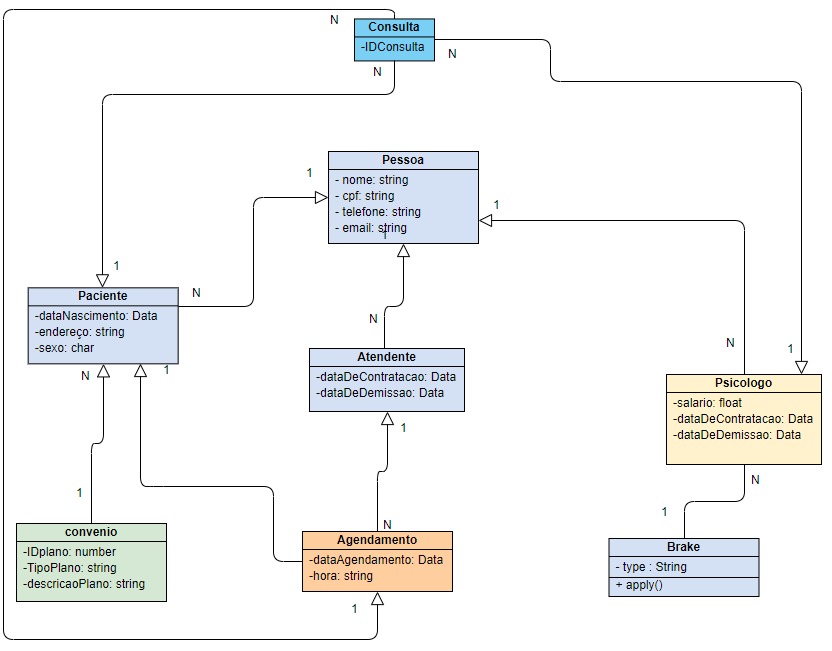 N
Consulta
-IDConsulta
N
N
Pessoa
- nome: string
- cpf: string
- telefone: string
- email: string
1
1
1
1
Paciente
-dataNascimento: Data
-endereço: string
-sexo: char
N
N
Atendente
-dataDeContratacao: Data
-dataDeDemissao: Data
N
1
Psicologo
-salario: float
-dataDeContratacao: Data
-dataDeDemissao: Data
N
1
1
1
N
N
1
convenio
-IDplano: number
-TipoPlano: string
-descricaoPlano: string
Agendamento
-dataAgendamento: Data
-hora: string
1
Brake
- type : String
+ apply()